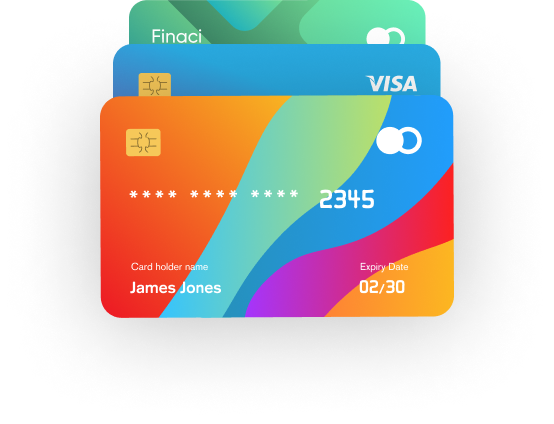 Finaci
VISA
**** **** **** 2345
Card holder name
Expiry Date
James Jones
02/30